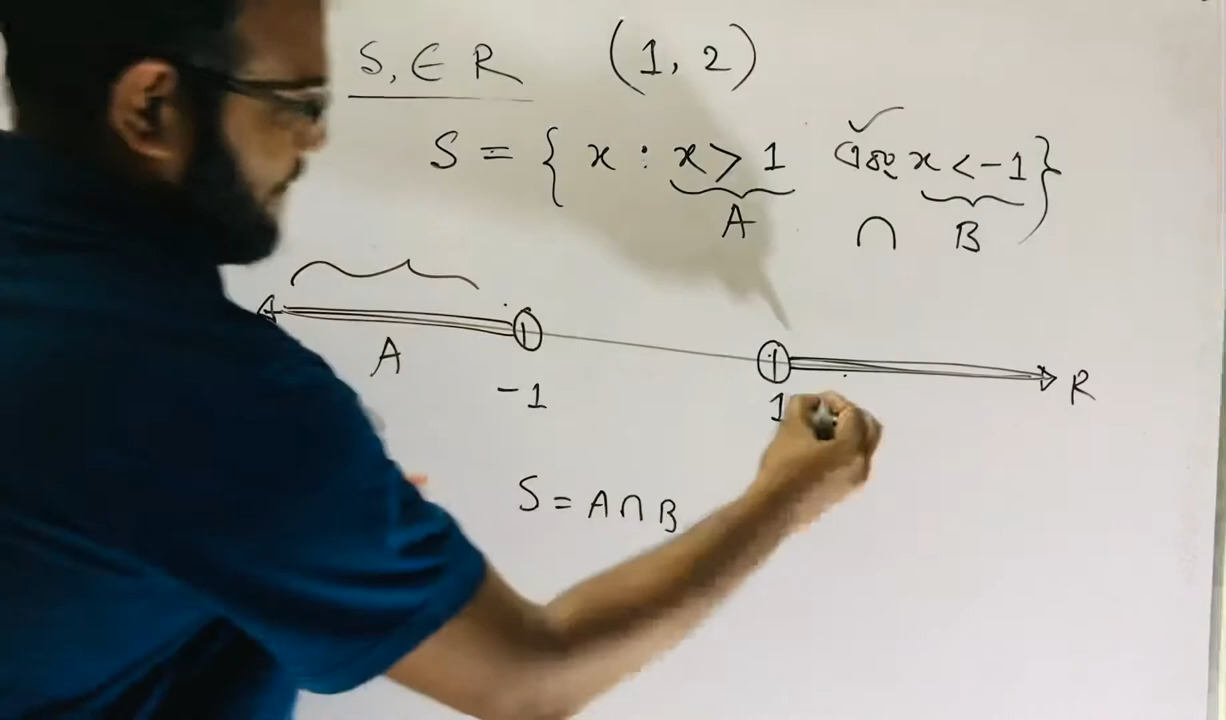 S, ∈ R (1, 2)
S = { x : x > 1 এবং x < -1 }
A ∩ B
A
-1 1 R
S = A ∩ B